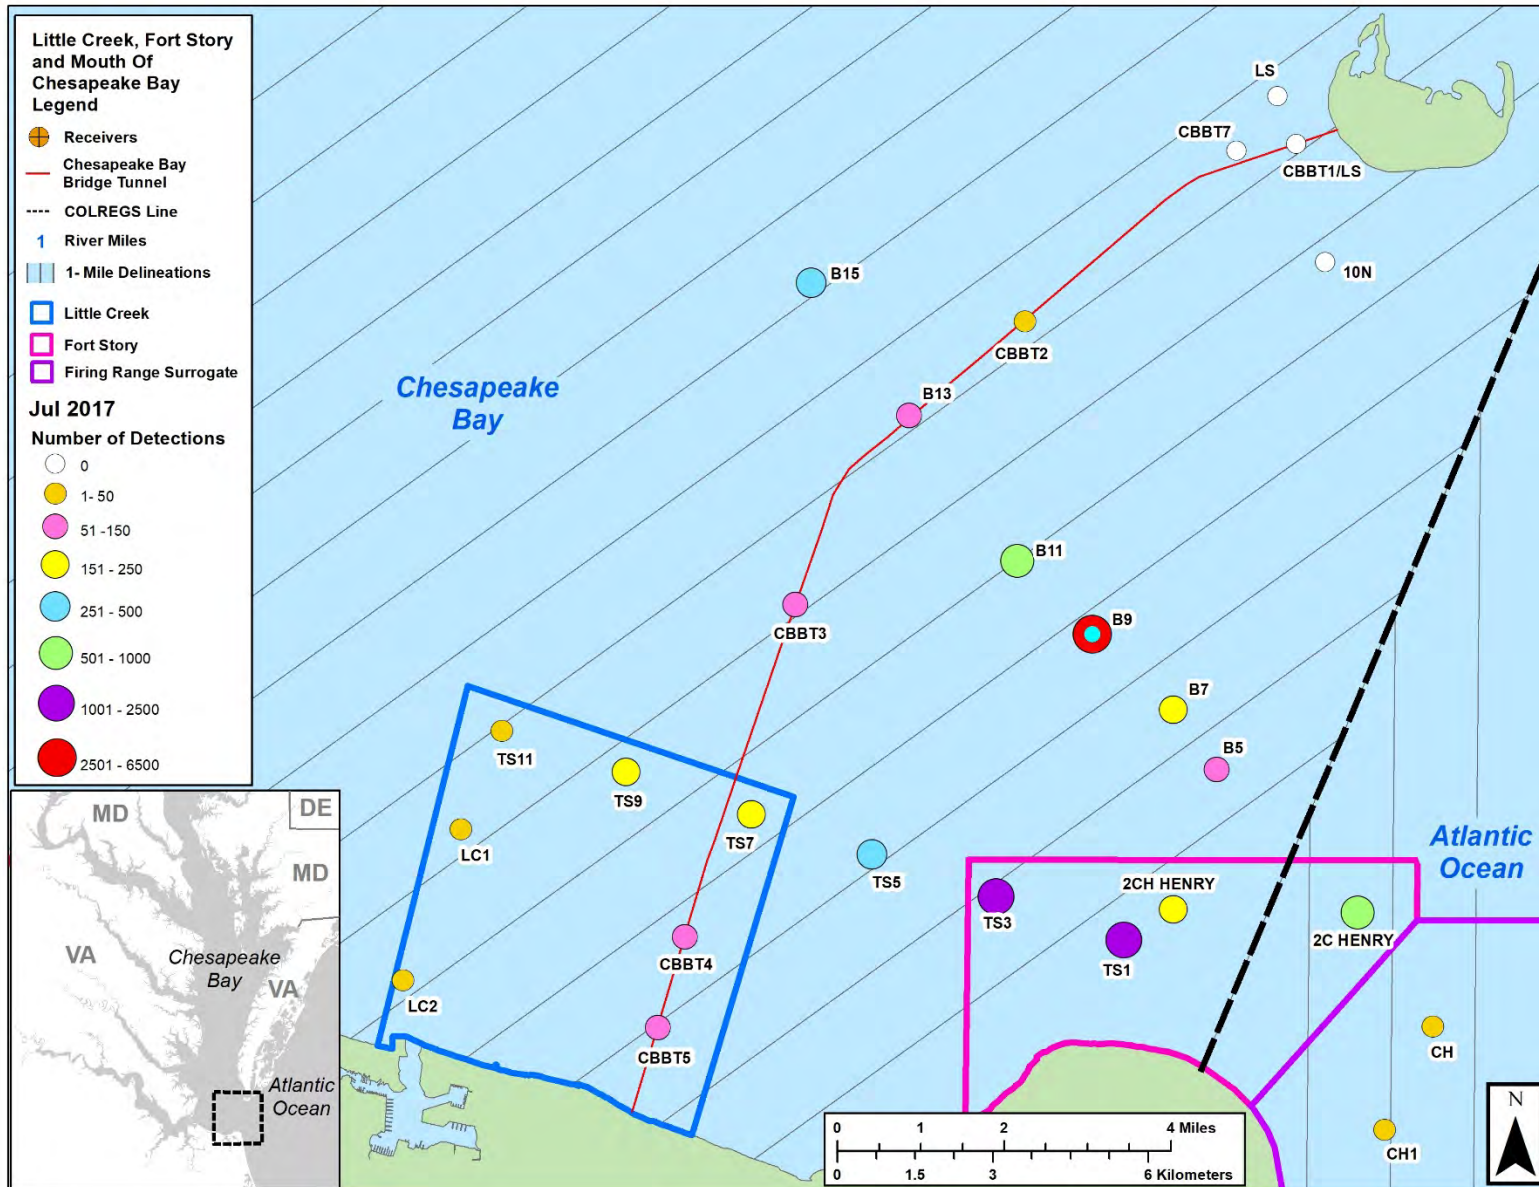 Little Creek, Fort Story
and Mouth Of
Chesapeake Bay
Legend
Receivers
Chesapeake Bay
Bridge Tunnel
COLREGS Line
1 River Miles
1- Mile Delineations
Little Creek
Fort Story
Firing Range Surrogate
Jul 2017
Number of Detections
0
1- 50
51 -150
151 - 250
251 - 500
501 - 1000
1001 - 2500
2501 - 6500
LS
CBBT7
CBBT1/LS
10N
B15
CBBT2
Chesapeake
Bay
B13
B11
CBBT3
B9
B7
B5
TS11
TS9
TS7
LC1
TS5
Atlantic
Ocean
2CH HENRY
TS3
2C HENRY
TS1
CBBT4
LC2
CBBT5
CH
CH1
MD
DE
MD
VA
Chesapeake
Bay
VA
Atlantic
Ocean
0 1 2 4 Miles
0 1.5 3 6 Kilometers
N